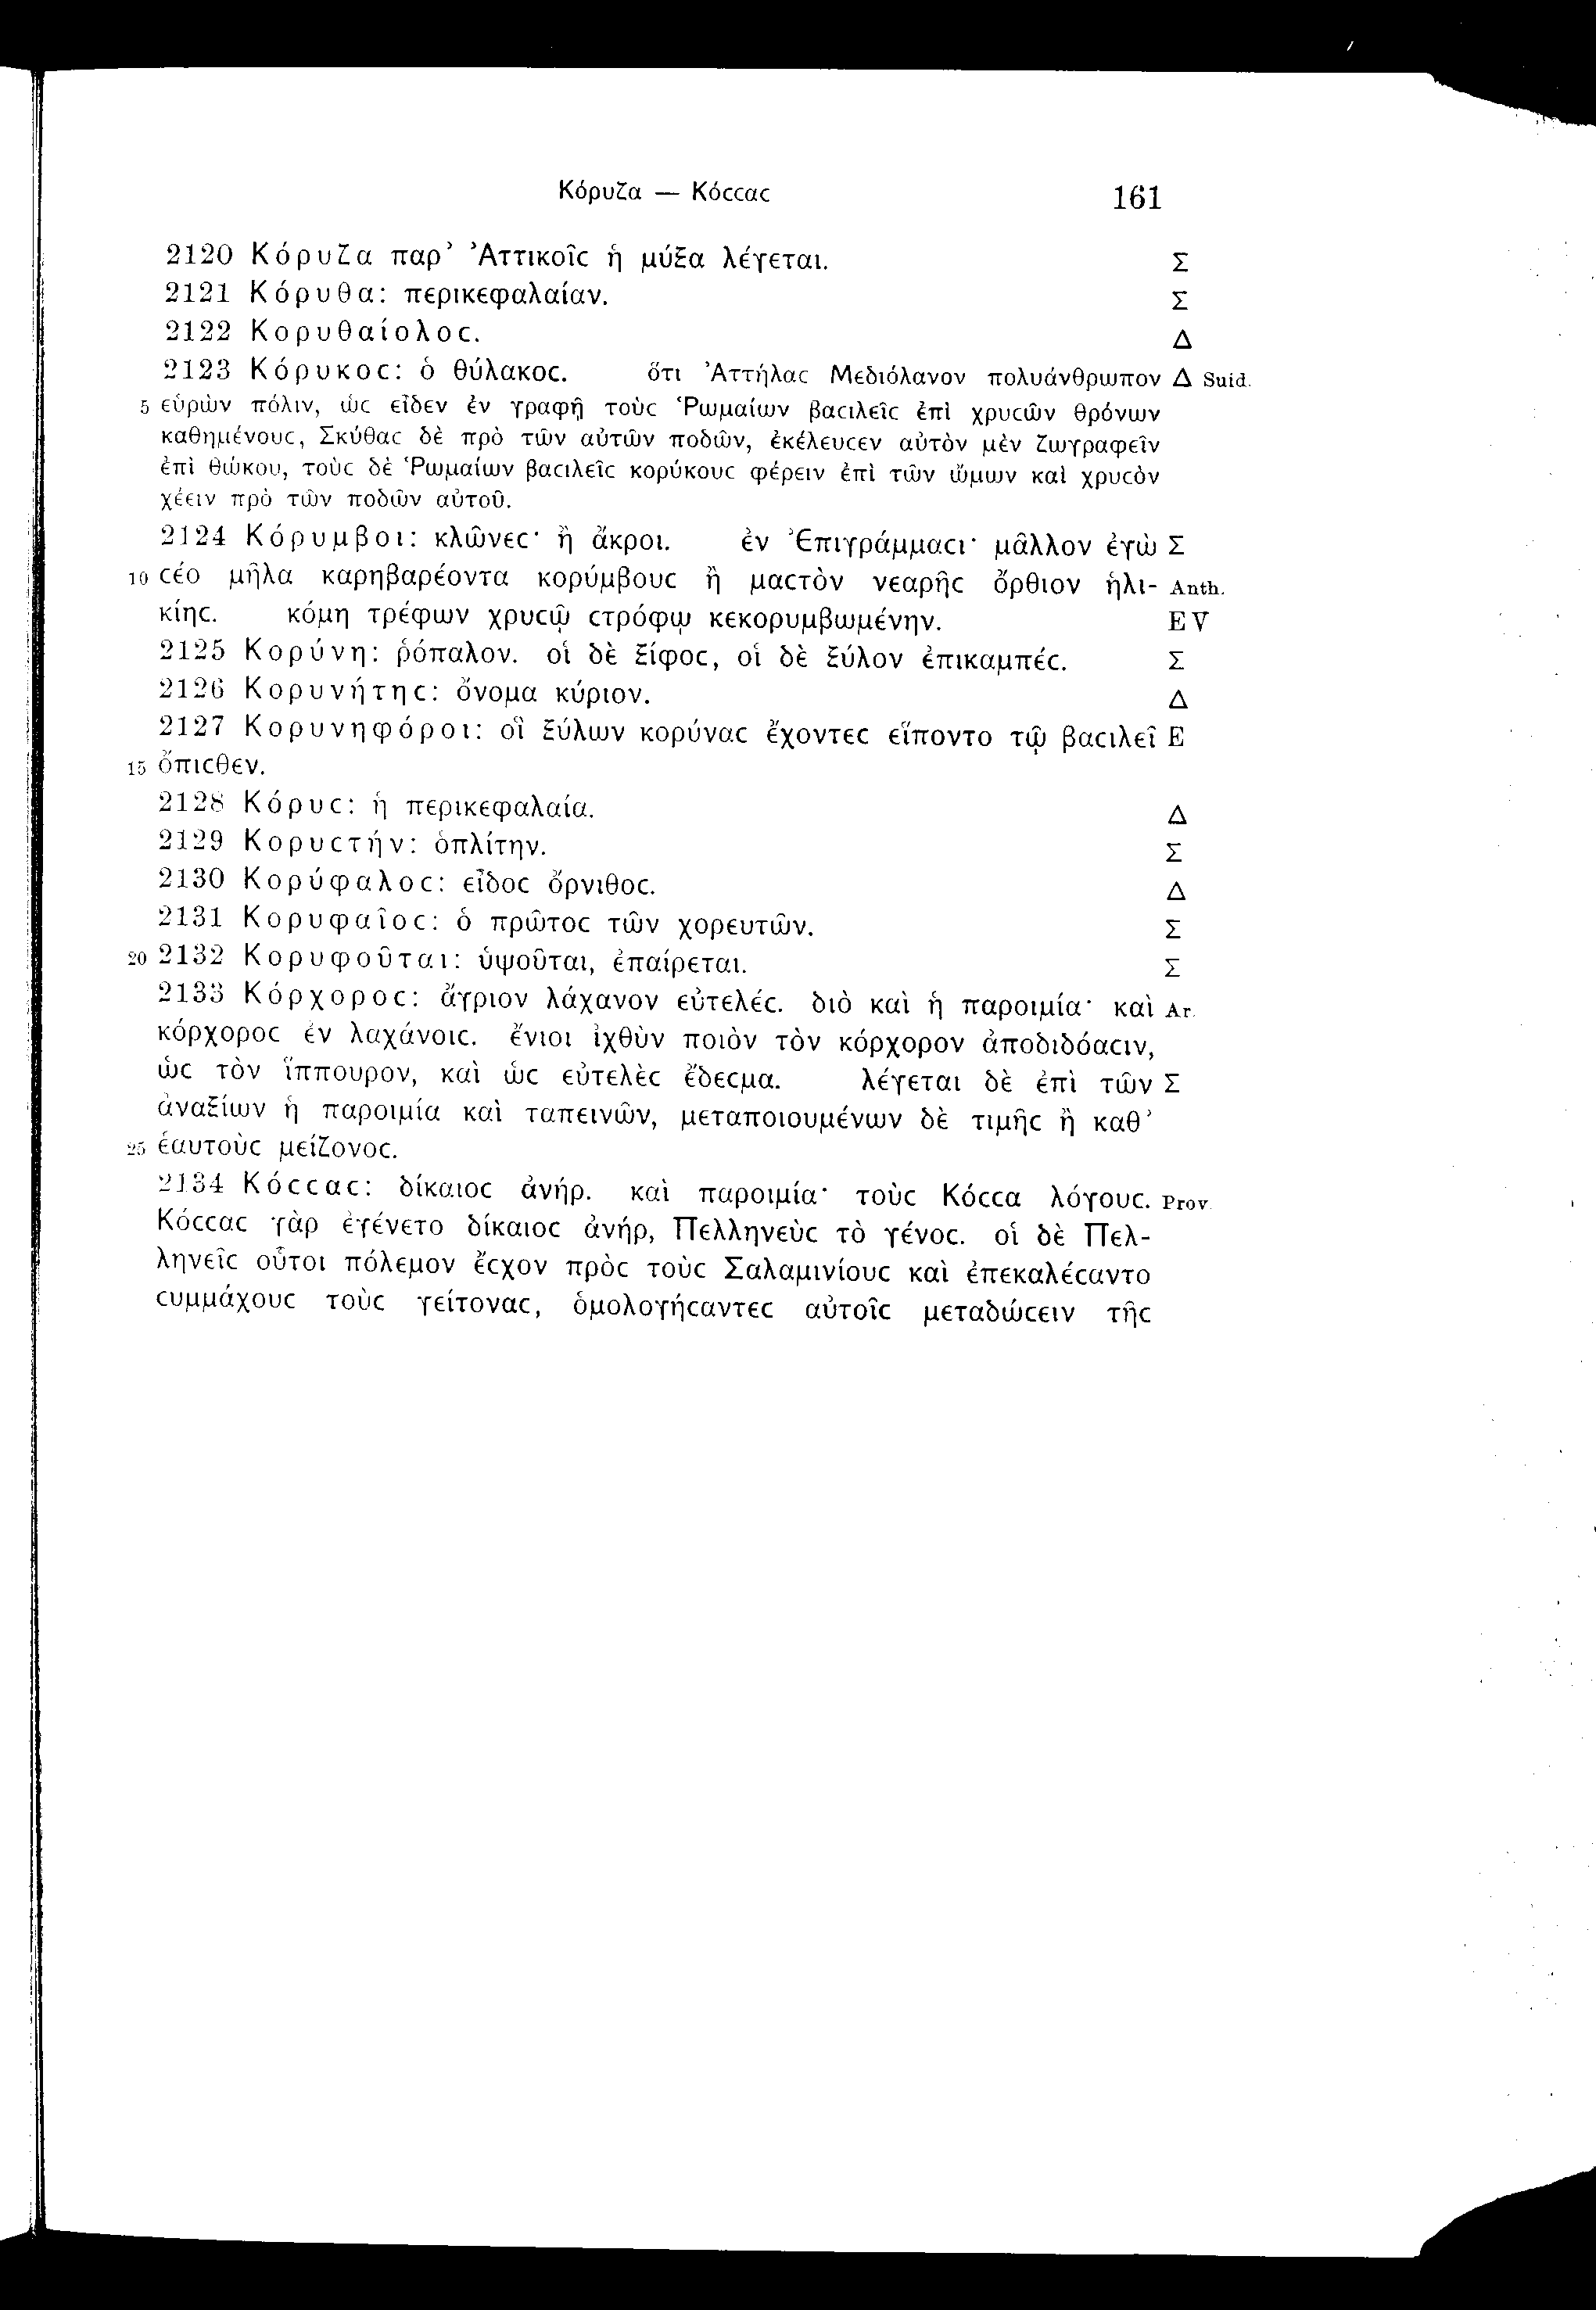 Κόρυζα — Κόccαc 161
2120 Κόρυζα παρ’ Ἀττικοῖc ἡ μύξα λέγεται. Σ
2121 Κόρυθα: περικεφαλαίαν. Σ
2122 Κορυθαίολοc. Δ
2123 Κόρυκοc: ὁ θύλακοc. ὅτι Ἀττήλαc Μεδιόλανον πολυάνθρωπον Δ Suid.
5 εὑρὼν πόλιν, ὡc εἶδεν ἐν γραφῇ τοὺc Ῥωμαίων βαcιλεῖc ἐπὶ χρυcῶν θρόνων
καθημένουc, Σκύθαc δὲ πρὸ τῶν αὐτῶν ποδῶν, ἐκέλευcεν αὐτὸν μὲν ζωγραφεῖν
ἐπὶ θώκου, τοὺc δὲ Ῥωμαίων βαcιλεῖc κορύκουc φέρειν ἐπὶ τῶν ὤμων καὶ χρυcὸν
χέειν πρὸ τῶν ποδῶν αὐτοῦ.
2124 Κόρυμβοι: κλῶνεc· ἢ ἄκροι. ἐν Ἐπιγράμμαcι· μᾶλλον ἐγὼ Σ
10 cέο μῆλα καρηβαρέοντα κορύμβουc ἢ μαcτὸν νεαρῆc ὄρθιον ἡλι- Anth.
κίηc. κόμη τρέφων χρυcῷ cτρόφῳ κεκορυμβωμένην. EV
2125 Κορύνη: ῥόπαλον. οἱ δὲ ξίφοc, οἱ δὲ ξύλον ἐπικαμπέc. Σ
2126 Κορυνήτηc: ὄνομα κύριον. Δ
2127 Κορυνηφόροι: οἳ ξύλων κορύναc ἔχοντεc εἵποντο τῷ βαcιλεῖ E
15 ὄπιcθεν.
2128 Κόρυc: ἡ περικεφαλαία. Δ
2129 Κορυcτήν: ὁπλίτην. Σ
2130 Κορύφαλοc: εἶδοc ὄρνιθοc. Δ
2131 Κορυφαῖοc: ὁ πρῶτοc τῶν χορευτῶν. Σ
20 2132 Κορυφοῦται: ὑψοῦται, ἐπαίρεται. Σ
2133 Κόρχοροc: ἄγριον λάχανον εὐτελέc. διὸ καὶ ἡ παροιμία· καὶ Ar.
κόρχοροc ἐν λαχάνοιc. ἔνιοι ἰχθὺν ποιὸν τὸν κόρχορον ἀποδιδόαcιν,
ὡc τὸν ἵππουρον, καὶ ὡc εὐτελὲc ἔδεcμα. λέγεται δὲ ἐπὶ τῶν Σ
ἀναξίων ἡ παροιμία καὶ ταπεινῶν, μεταποιουμένων δὲ τιμῆc ἢ καθ’
25 ἑαυτοὺc μείζονοc.
2134 Κόccαc: δίκαιοc ἀνήρ. καὶ παροιμία· τοὺc Κόccα λόγουc. Prov.
Κόccαc γὰρ ἐγένετο δίκαιοc ἀνήρ, Πελληνεὺc τὸ γένοc. οἱ δὲ Πελ-
ληνεῖc οὗτοι πόλεμον ἔcχον πρὸc τοὺc Σαλαμινίουc καὶ ἐπεκαλέcαντο
cυμμάχουc τοὺc γείτοναc, ὁμολογήcαντεc αὐτοῖc μεταδώcειν τῆc